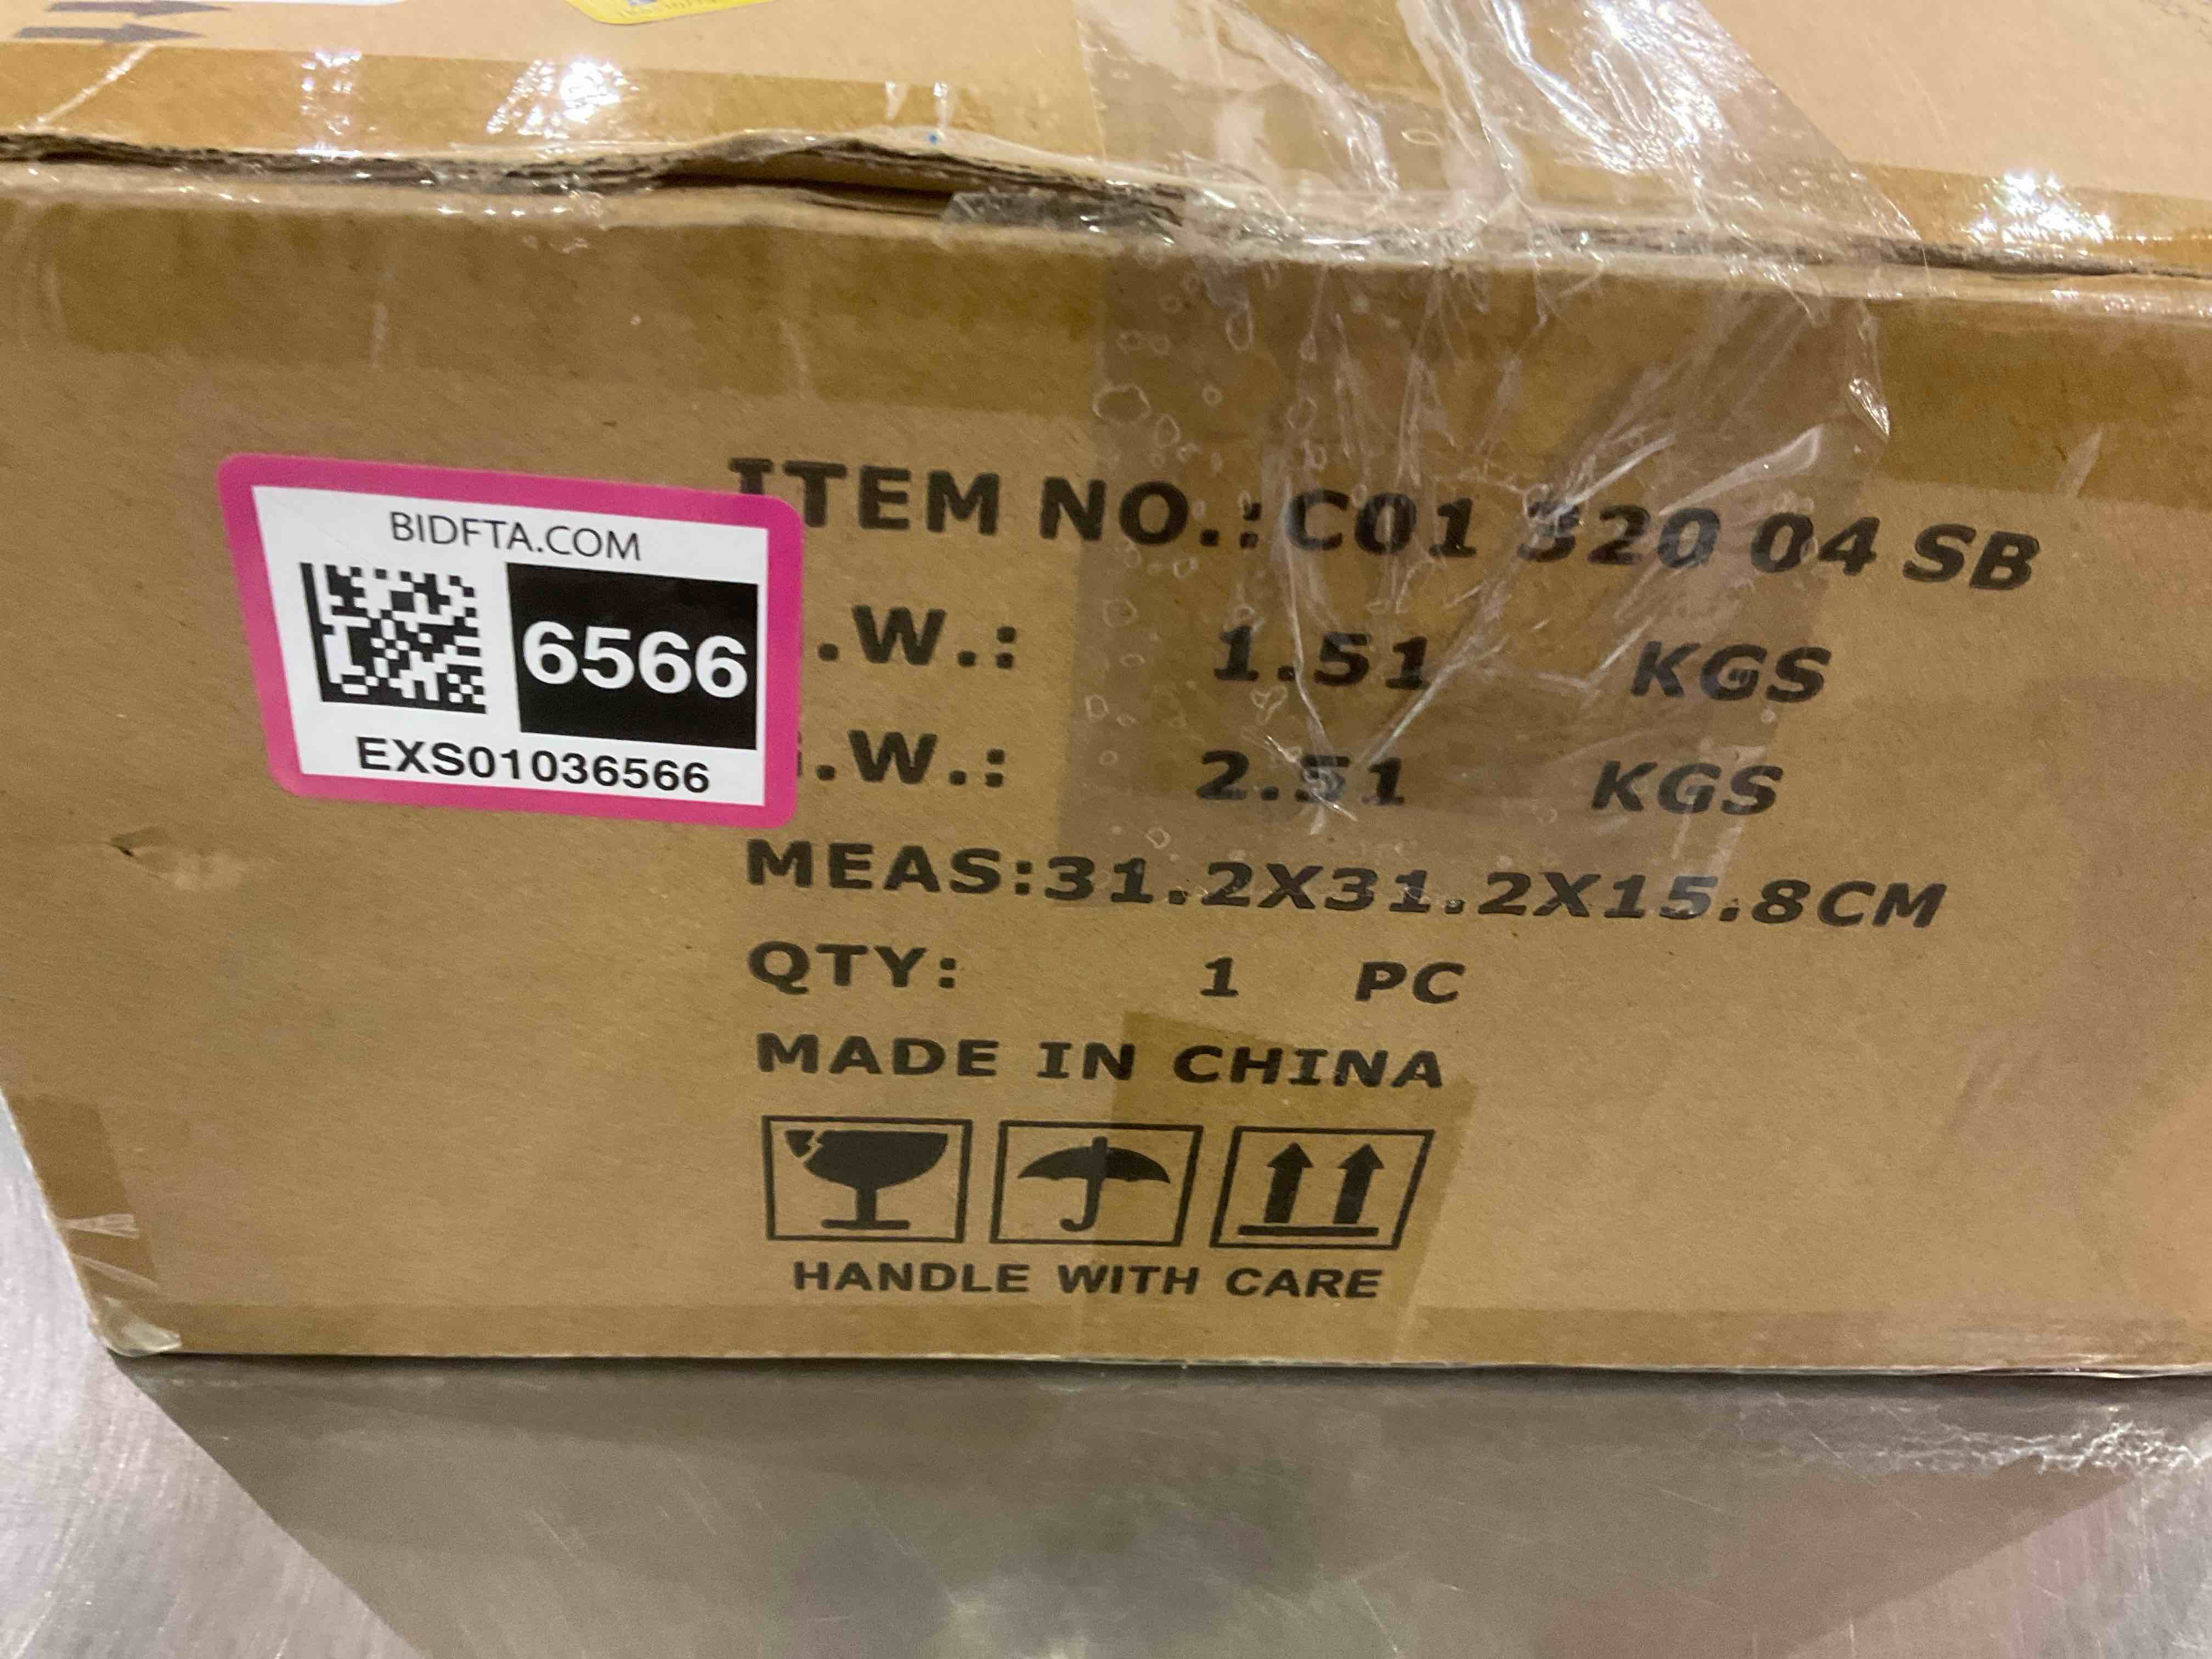 BIDFTA.COM
6566
EXS01036566
ITEM NO.:C01 320 04 SB
.W.: 1.51 KGS
.W.: 2.51 KGS
MEAS:31.2X31.2X15.8CM
QTY: 1 PC
MADE IN CHINA
HANDLE WITH CARE